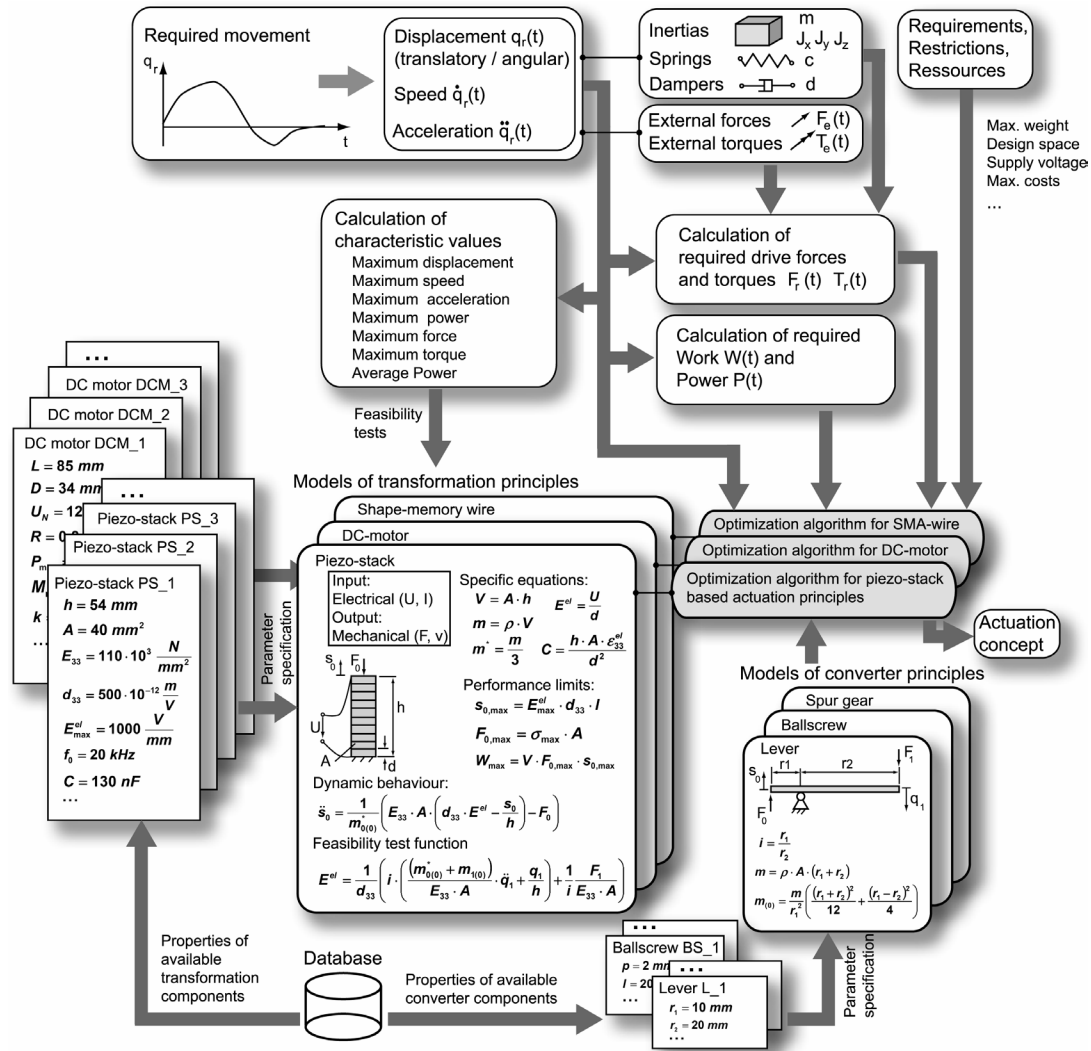 Required movement
q_r
t
Displacement q_r(t)
(translatory / angular)
Speed q̇_r(t)
Acceleration q̈_r(t)
Inertias m
J_x J_y J_z
Springs c
Dampers d
External forces F_e(t)
External torques T_e(t)
Requirements,
Restrictions,
Ressources
Max. weight
Design space
Supply voltage
Max. costs
...
Calculation of
characteristic values
Maximum displacement
Maximum speed
Maximum acceleration
Maximum power
Maximum force
Maximum torque
Average Power
Calculation of
required drive forces
and torques F_r(t) T_r(t)
Calculation of required
Work W(t) and
Power P(t)
Feasibility
tests
...
DC motor DCM_3
DC motor DCM_2
DC motor DCM_1
L = 85 mm
D = 34 mm
U_N = 12
...
...
Piezo-stack PS_3
Piezo-stack PS_2
Piezo-stack PS_1
h = 54 mm
A = 40 mm²
E_33 = 110·10³ N/mm²
d_33 = 500·10⁻¹² m/V
E^el_max = 1000 V/mm
f_0 = 20 kHz
C = 130 nF
...
Parameter
specification
Models of transformation principles
Shape-memory wire
DC-motor
Piezo-stack
Input:
Electrical (U, I)
Output:
Mechanical (F, v)
s_0 F_0
h
U
A
d
Specific equations:
V = A·h E^el = U/d
m = ρ·V
m* = m/3 C = h·A·ε^el_33/d²
Performance limits:
s_0,max = E^el_max · d_33 · l
F_0,max = σ_max · A
W_max = V · F_0,max · s_0,max
Dynamic behaviour:
s̈_0 = 1/m*_0(0) (E_33 · A · (d_33 · E^el − s_0/h) − F_0)
Feasibility test function
E^el = 1/d_33 (i · ((m*_0(0) + m_1(0))/(E_33 · A) · q̈_1 + q_1/h) + 1/i F_1/(E_33 · A))
Optimization algorithm for SMA-wire
Optimization algorithm for DC-motor
Optimization algorithm for piezo-stack
based actuation principles
Actuation
concept
Models of converter principles
Spur gear
Ballscrew
Lever
F_1
r1 r2
s_0
F_0
q_1
i = r_1/r_2
m = ρ·A·(r_1+r_2)
m_(0) = m/r_1² ((r_1+r_2)²/12 + (r_1−r_2)²/4)
Parameter
specification
Properties of
available
transformation
components
Database
Properties of available
converter components
...
Ballscrew BS_1
p = 2 mm
l = 20
...
...
Lever L_1
r_1 = 10 mm
r_2 = 20 mm
...